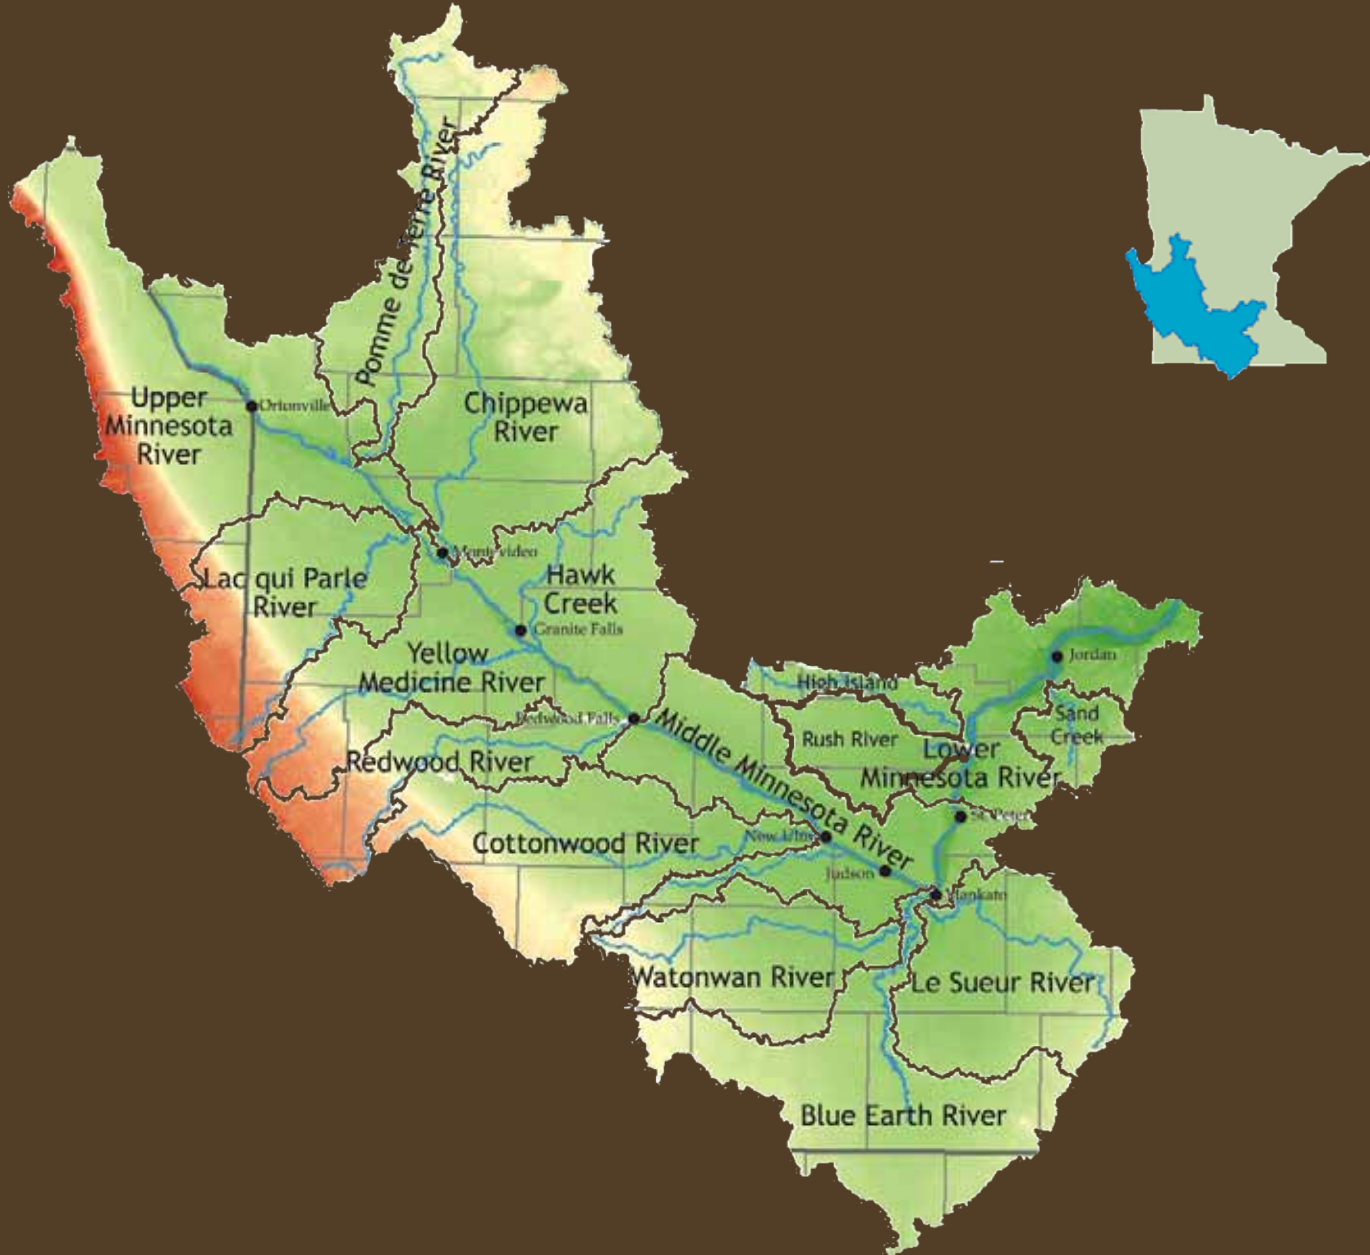 Pomme de Terre River
Upper
Minnesota
River
Ortonville
Chippewa
River
Montevideo
Lac qui Parle
River
Hawk
Creek
Granite Falls
Yellow
Medicine River
High Island
Jordan
Sand
Creek
Redwood Falls
Middle Minnesota River
Rush River
Lower
Minnesota River
Redwood River
St. Peter
Cottonwood River
New Ulm
Judson
Mankato
Watonwan River
Le Sueur River
Blue Earth River